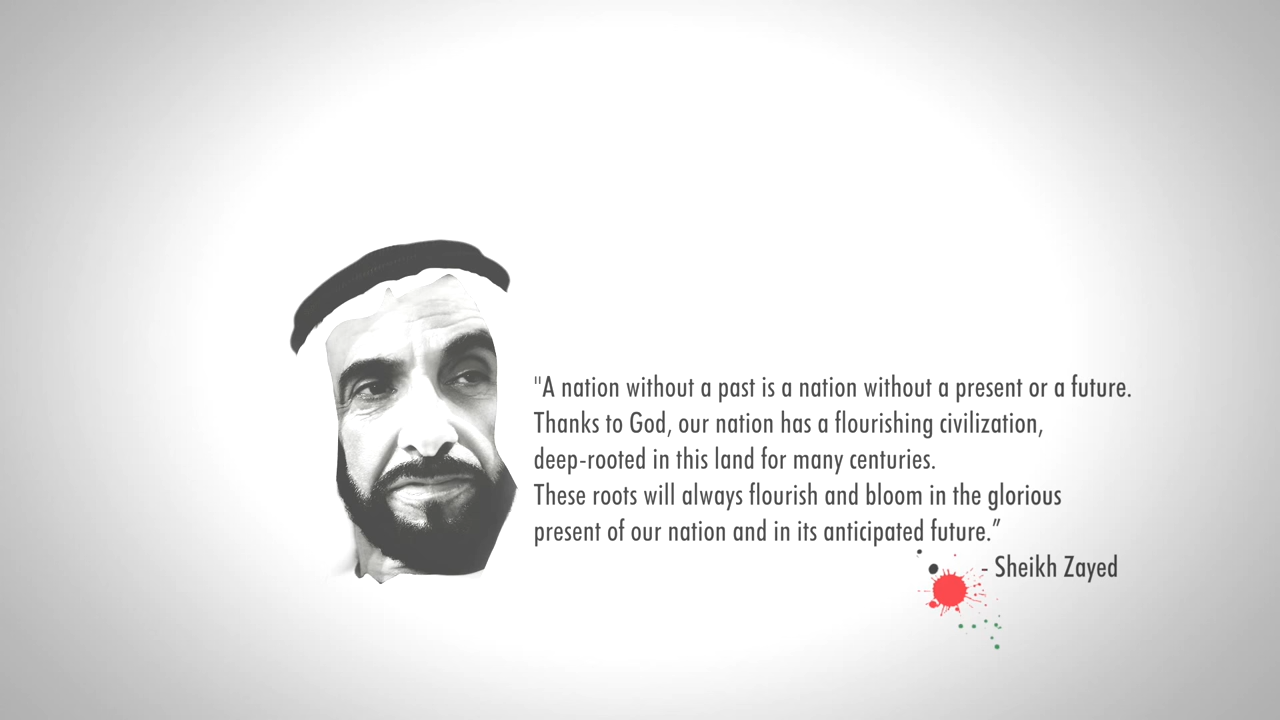 "A nation without a past is a nation without a present or a future.
Thanks to God, our nation has a flourishing civilization,
deep-rooted in this land for many centuries.
These roots will always flourish and bloom in the glorious
present of our nation and in its anticipated future.”
- Sheikh Zayed